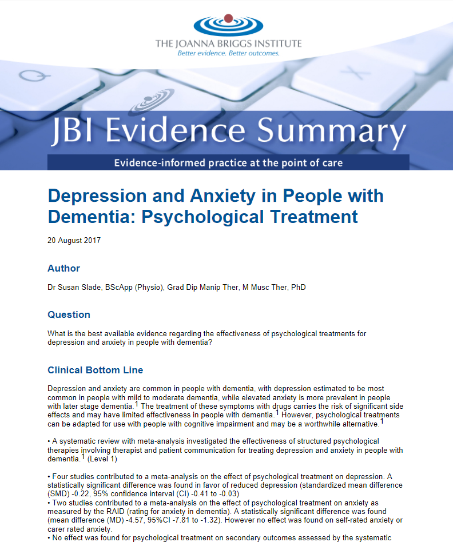 THE JOANNA BRIGGS INSTITUTE
Better evidence. Better outcomes.
JBI Evidence Summary
Evidence-informed practice at the point of care
Depression and Anxiety in People with
Dementia: Psychological Treatment
20 August 2017
Author
Dr Susan Slade, BScApp (Physio), Grad Dip Manip Ther, M Musc Ther, PhD
Question
What is the best available evidence regarding the effectiveness of psychological treatments for
depression and anxiety in people with dementia?
Clinical Bottom Line
Depression and anxiety are common in people with dementia, with depression estimated to be most
common in people with mild to moderate dementia, while elevated anxiety is more prevalent in people
with later stage dementia.1 The treatment of these symptoms with drugs carries the risk of significant side
effects and may have limited effectiveness in people with dementia.1 However, psychological treatments
can be adapted for use with people with cognitive impairment and may be a worthwhile alternative.1
• A systematic review with meta-analysis investigated the effectiveness of structured psychological
therapies involving therapist and patient communication for treating depression and anxiety in people with
dementia.1 (Level 1)
• Four studies contributed to a meta-analysis on the effect of psychological treatment on depression. A
statistically significant difference was found in favor of reduced depression (standardized mean difference
(SMD) -0.22, 95% confidence interval (CI) -0.41 to -0.03)
• Two studies contributed to a meta-analysis on the effect of psychological treatment on anxiety as
measured by the RAID (rating for anxiety in dementia). A statistically significant difference was found
(mean difference (MD) -4.57, 95%CI -7.81 to -1.32). However no effect was found on self-rated anxiety or
carer rated anxiety.
• No effect was found for psychological treatment on secondary outcomes assessed by the systematic